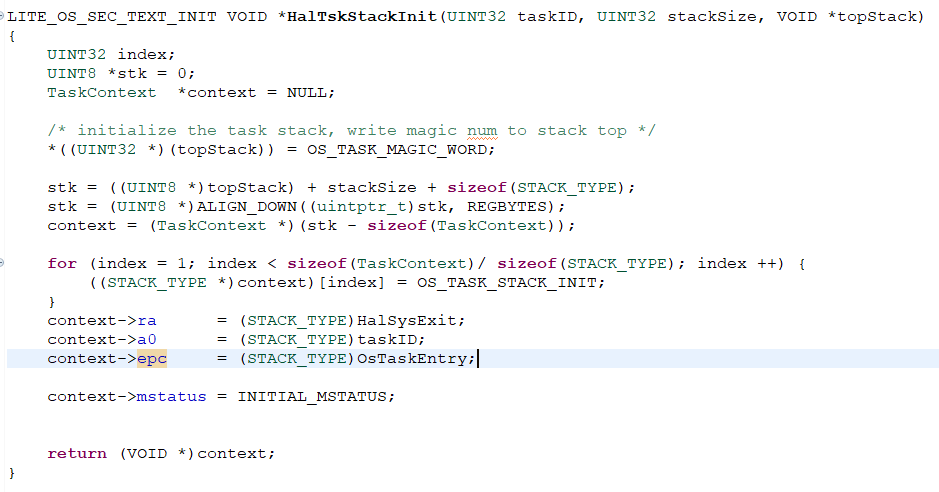 LITE_OS_SEC_TEXT_INIT VOID *HalTskStackInit(UINT32 taskID, UINT32 stackSize, VOID *topStack)
{
    UINT32 index;
    UINT8 *stk = 0;
    TaskContext  *context = NULL;

    /* initialize the task stack, write magic num to stack top */
    *((UINT32 *)(topStack)) = OS_TASK_MAGIC_WORD;

    stk = ((UINT8 *)topStack) + stackSize + sizeof(STACK_TYPE);
    stk = (UINT8 *)ALIGN_DOWN((uintptr_t)stk, REGBYTES);
    context = (TaskContext *)(stk - sizeof(TaskContext));

    for (index = 1; index < sizeof(TaskContext)/ sizeof(STACK_TYPE); index ++) {
        ((STACK_TYPE *)context)[index] = OS_TASK_STACK_INIT;
    }
    context->ra      = (STACK_TYPE)HalSysExit;
    context->a0      = (STACK_TYPE)taskID;
    context->epc     = (STACK_TYPE)OsTaskEntry;

    context->mstatus = INITIAL_MSTATUS;


    return (VOID *)context;
}